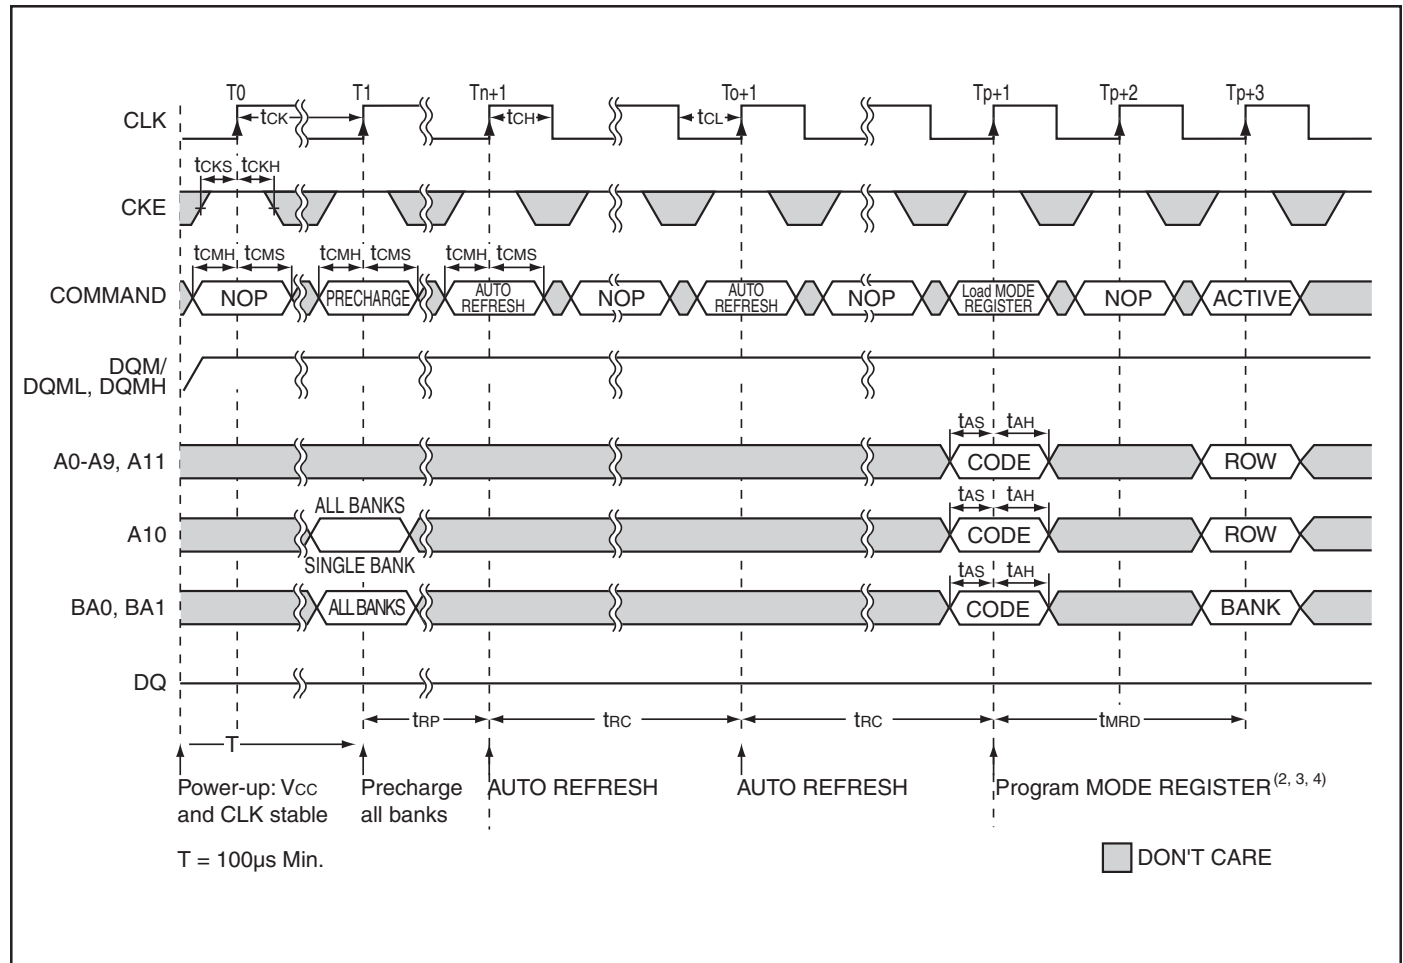 T0 T1 Tn+1 To+1 Tp+1 Tp+2 Tp+3
CLK tCK tCH tCL
tCKS tCKH
CKE
tCMH tCMS tCMH tCMS tCMH tCMS
COMMAND NOP PRECHARGE AUTO REFRESH NOP AUTO REFRESH NOP Load MODE REGISTER NOP ACTIVE
DQM/
DQML, DQMH
tAS tAH
A0-A9, A11 CODE ROW
ALL BANKS tAS tAH
A10 CODE ROW
SINGLE BANK tAS tAH
BA0, BA1 ALL BANKS CODE BANK
DQ
tRP tRC tRC tMRD
T
Power-up: VCC Precharge AUTO REFRESH AUTO REFRESH Program MODE REGISTER(2, 3, 4)
and CLK stable all banks
T = 100µs Min. DON'T CARE